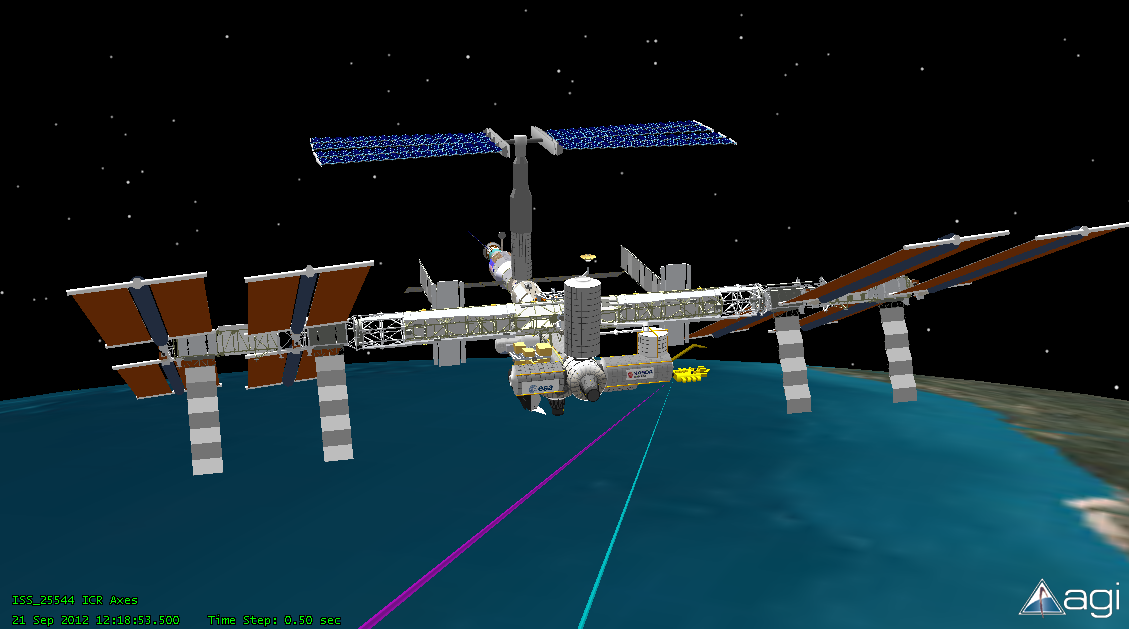 esa
ISS_25544 ICR Axes
21 Sep 2012 12:18:53.500 Time Step: 0.50 sec
agi